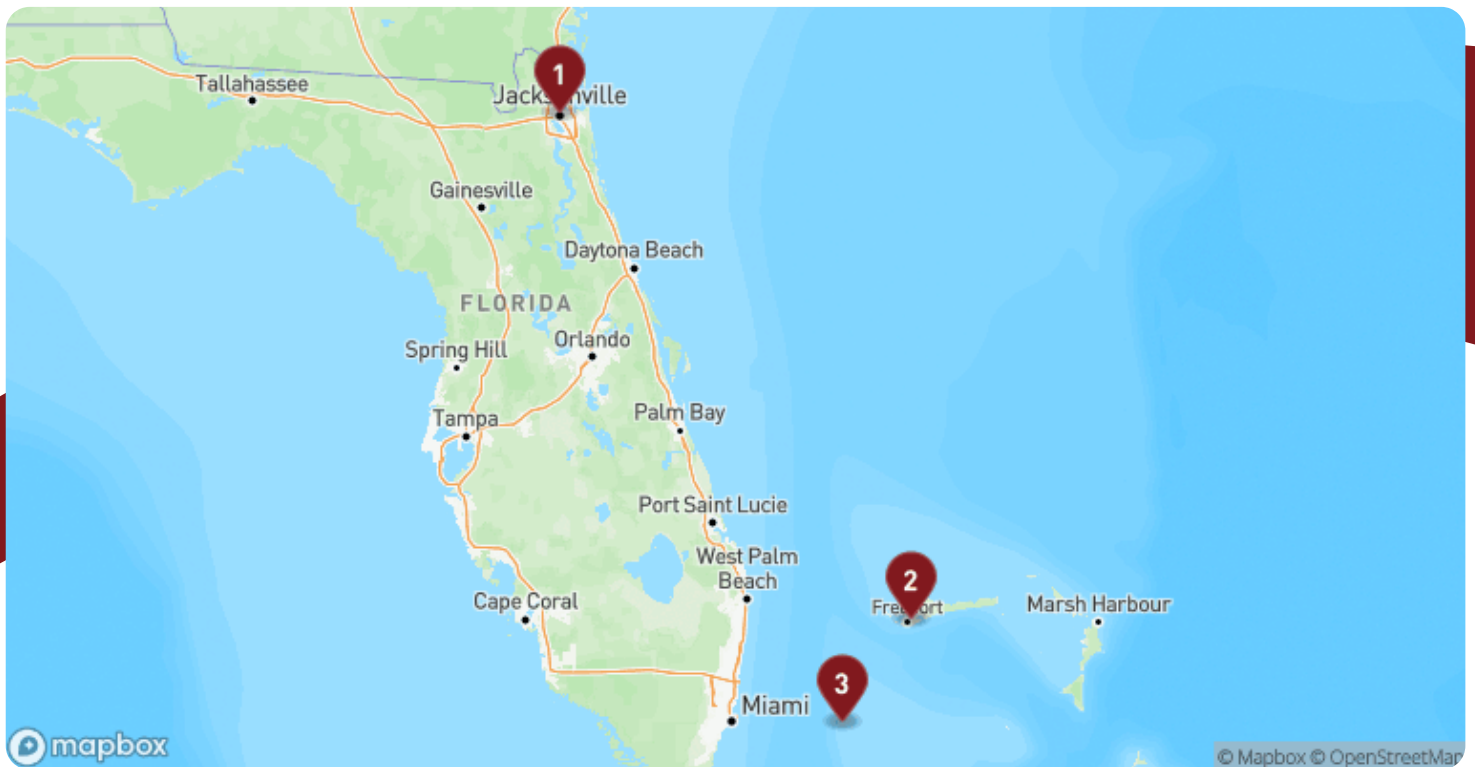 1
Tallahassee
Jacksonville
Gainesville
Daytona Beach
FLORIDA
Orlando
Spring Hill
Tampa
Palm Bay
Port Saint Lucie
West Palm
Beach
2
Cape Coral
Freeport
Marsh Harbour
3
Miami
mapbox
© Mapbox © OpenStreetMap